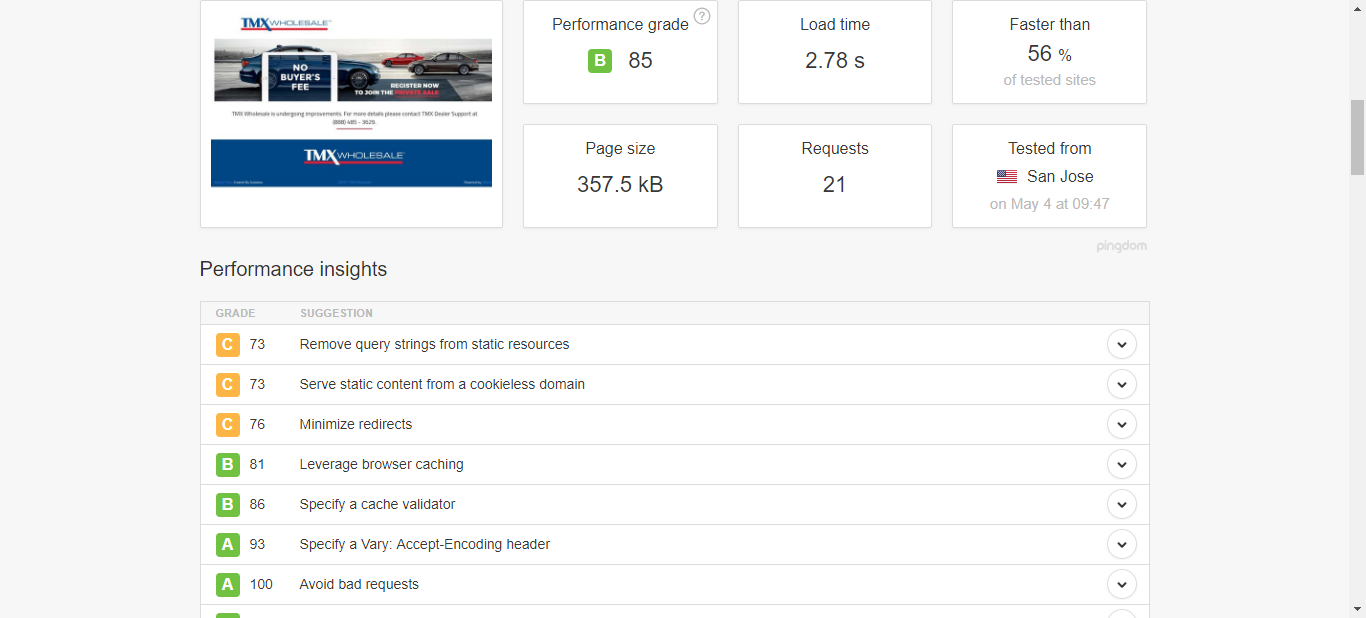 TMX WHOLESALE
NO
BUYER'S
FEE
REGISTER NOW
TO JOIN THE PRIVATE SALE
TMX Wholesale is undergoing improvements. For more details please contact TMX Dealer Support at
(888) 485 - 3629.
TMX WHOLESALE
Performance grade ?
B 85
Load time
2.78 s
Faster than
56 %
of tested sites
Page size
357.5 kB
Requests
21
Tested from
San Jose
on May 4 at 09:47
pingdom
Performance insights
GRADE SUGGESTION
C 73 Remove query strings from static resources
C 73 Serve static content from a cookieless domain
C 76 Minimize redirects
B 81 Leverage browser caching
B 86 Specify a cache validator
A 93 Specify a Vary: Accept-Encoding header
A 100 Avoid bad requests